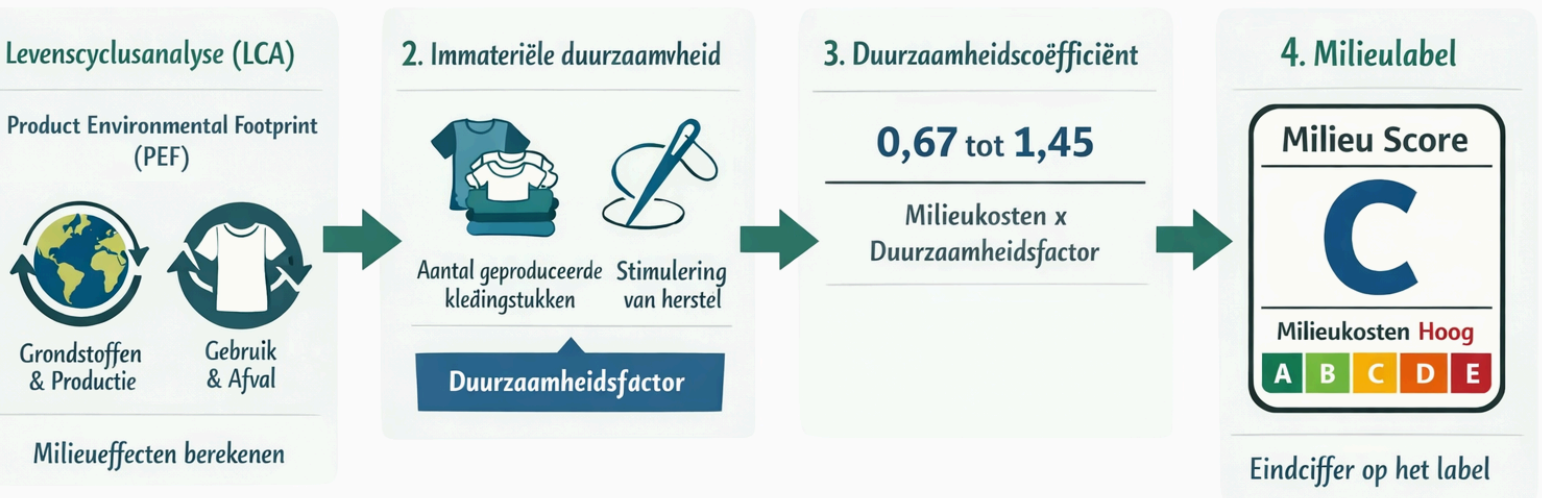 Levenscyclusanalyse (LCA)
Product Environmental Footprint
(PEF)
Grondstoffen
& Productie
Gebruik
& Afval
Milieueffecten berekenen
2. Immateriële duurzaamvheid
Aantal geproduceerde
kledingstukken
Stimulering
van herstel
Duurzaamheidsfactor
3. Duurzaamheidscoëfficiënt
0,67 tot 1,45
Milieukosten x
Duurzaamheidsfactor
4. Milieulabel
Milieu Score
C
Milieukosten Hoog
A B C D E
Eindciffer op het label